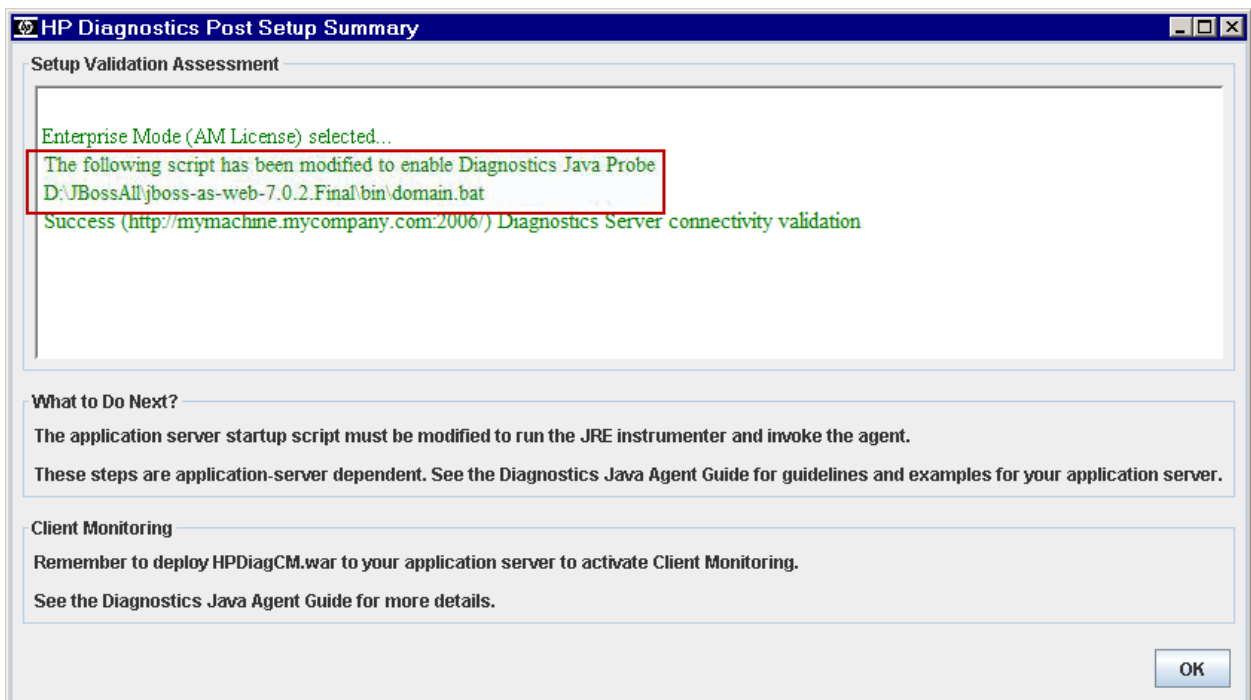 HP Diagnostics Post Setup Summary
Setup Validation Assessment
Enterprise Mode (AM License) selected...
The following script has been modified to enable Diagnostics Java Probe
D:\JBossAll\jboss-as-web-7.0.2.Final\bin\domain.bat
Success (http://mymachine.mycompany.com:2006/) Diagnostics Server connectivity validation
What to Do Next?
The application server startup script must be modified to run the JRE instrumenter and invoke the agent.
These steps are application-server dependent. See the Diagnostics Java Agent Guide for guidelines and examples for your application server.
Client Monitoring
Remember to deploy HPDiagCM.war to your application server to activate Client Monitoring.
See the Diagnostics Java Agent Guide for more details.
OK